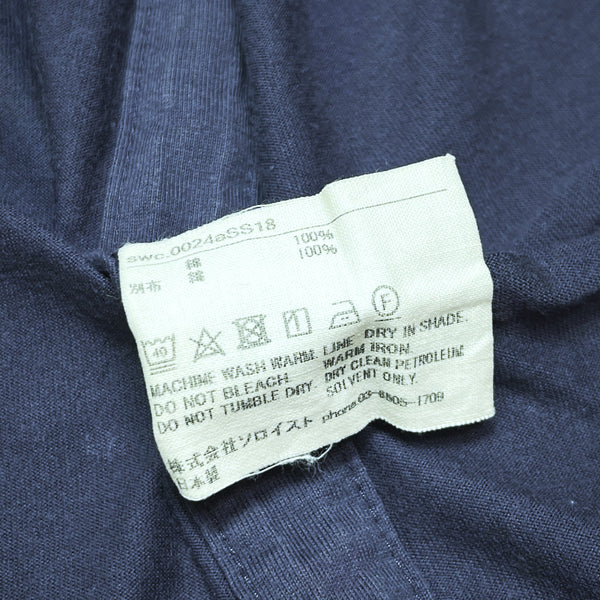 swc.0024aSS18
綿 100%
別布 綿 100%
40 F
MACHINE WASH WARM. LINE DRY IN SHADE.
DO NOT BLEACH. WARM IRON.
DO NOT TUMBLE DRY. DRY CLEAN PETROLEUM
SOLVENT ONLY.
株式会社ソロイスト phone.03-6805-1709
日本製